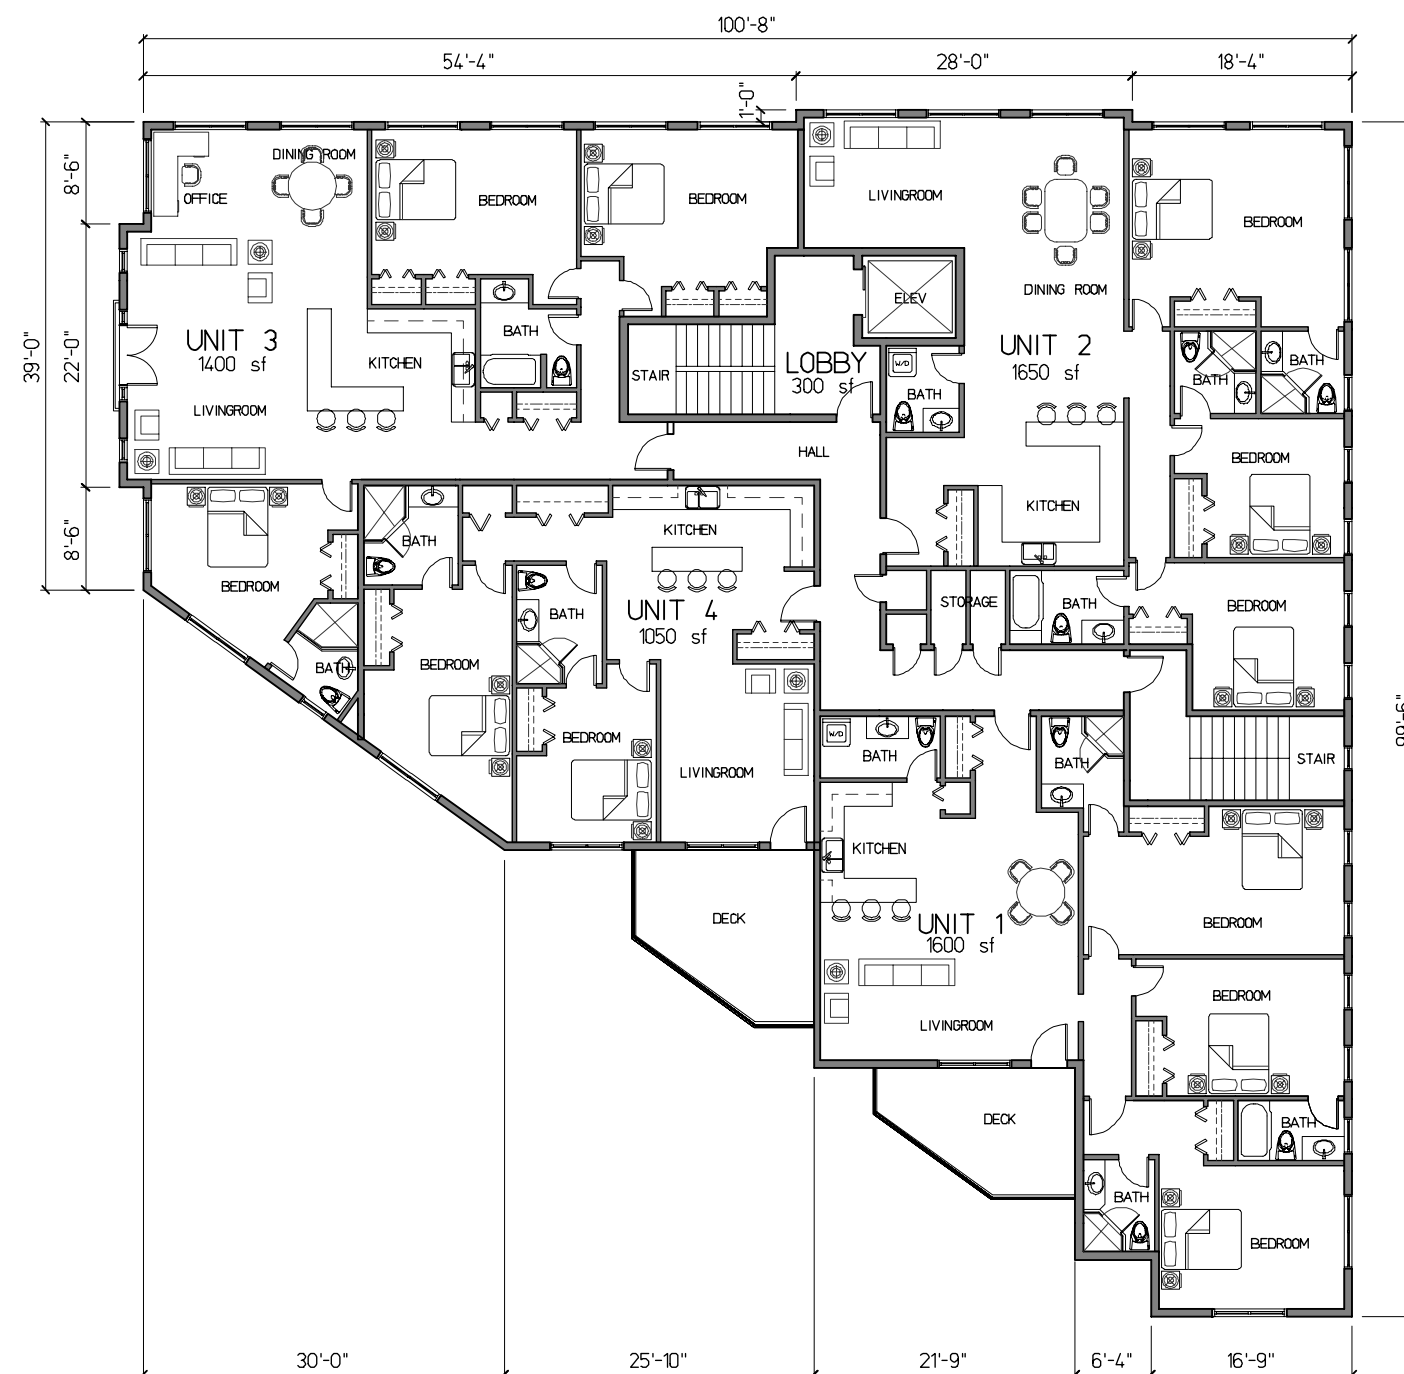 100'-8"
54'-4"
28'-0"
18'-4"
1'-0"
8'-6"
39'-0"
22'-0"
8'-6"
99'-6"
DINING ROOM
OFFICE
BEDROOM
BEDROOM
LIVINGROOM
BEDROOM
DINING ROOM
ELEV
UNIT 3
1400 sf
BATH
KITCHEN
LIVINGROOM
STAIR
LOBBY
300 sf
UNIT 2
1650 sf
W/D
BATH
BATH
BATH
HALL
BEDROOM
KITCHEN
BEDROOM
BATH
BATH
KITCHEN
UNIT 4
1050 sf
BATH
BEDROOM
BEDROOM
LIVINGROOM
STORAGE
BATH
BEDROOM
W/D
BATH
BATH
STAIR
KITCHEN
UNIT 1
1600 sf
BEDROOM
DECK
LIVINGROOM
BEDROOM
DECK
BATH
BATH
BEDROOM
30'-0"
25'-10"
21'-9"
6'-4"
16'-9"